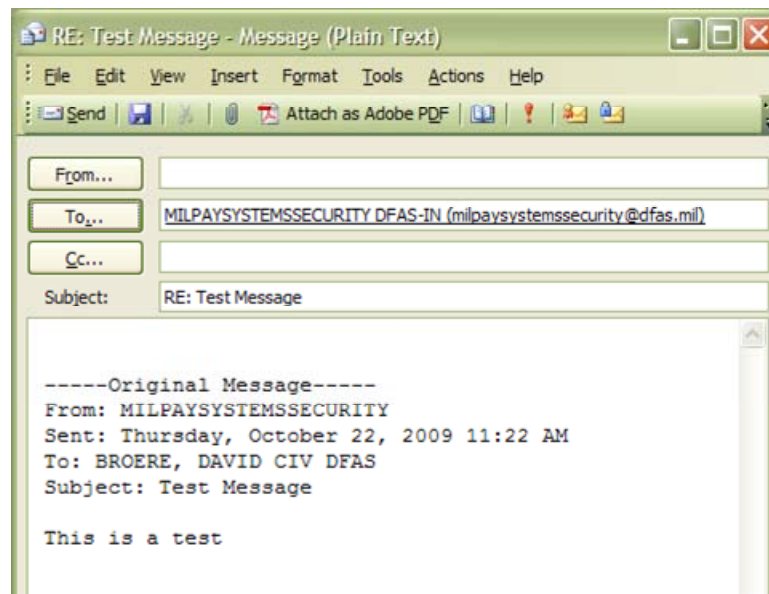 RE: Test Message - Message (Plain Text)
File Edit View Insert Format Tools Actions Help
Send Attach as Adobe PDF
From...
To... MILPAYSYSTEMSSECURITY DFAS-IN (milpaysystemssecurity@dfas.mil)
Cc...
Subject: RE: Test Message
-----Original Message-----
From: MILPAYSYSTEMSSECURITY
Sent: Thursday, October 22, 2009 11:22 AM
To: BROERE, DAVID CIV DFAS
Subject: Test Message
This is a test